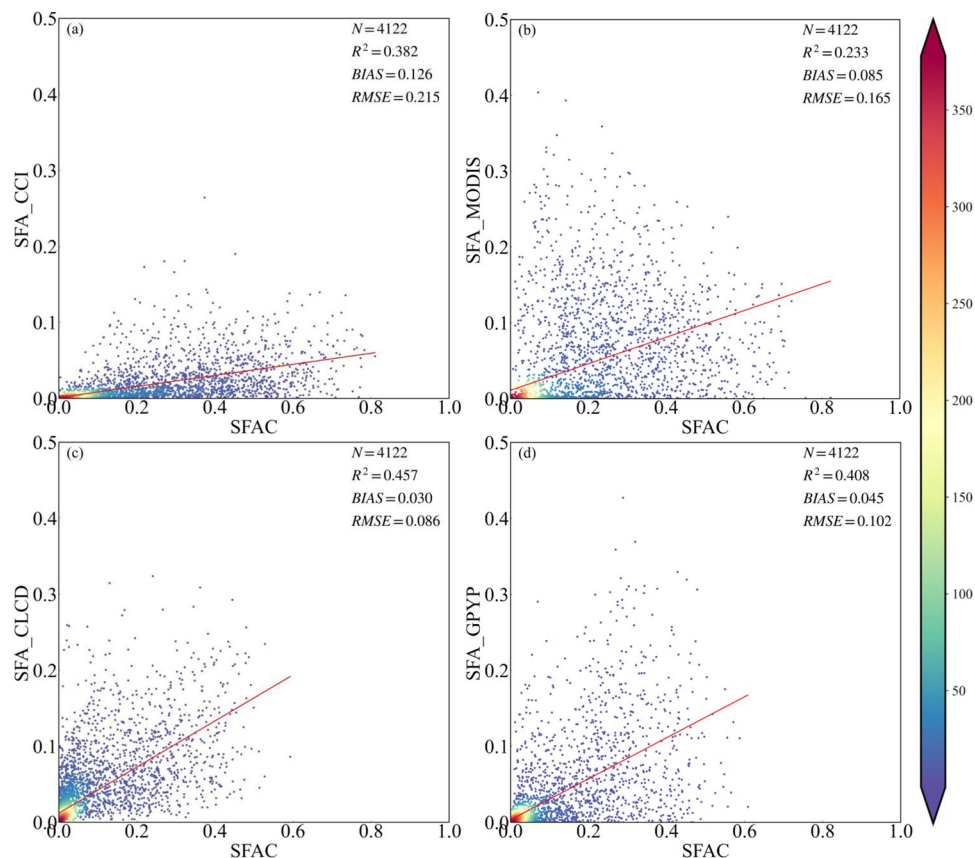 (a)
N=4122
R²=0.382
BIAS=0.126
RMSE=0.215
0.5
0.4
0.3
0.2
0.1
0.0
SFA_CCI
0.0 0.2 0.4 0.6 0.8 1.0
SFAC
(b)
N=4122
R²=0.233
BIAS=0.085
RMSE=0.165
0.5
0.4
0.3
0.2
0.1
0.0
SFA_MODIS
0.0 0.2 0.4 0.6 0.8 1.0
SFAC
(c)
N=4122
R²=0.457
BIAS=0.030
RMSE=0.086
0.5
0.4
0.3
0.2
0.1
0.0
SFA_CLCD
0.0 0.2 0.4 0.6 0.8 1.0
SFAC
(d)
N=4122
R²=0.408
BIAS=0.045
RMSE=0.102
0.5
0.4
0.3
0.2
0.1
0.0
SFA_GPYP
0.0 0.2 0.4 0.6 0.8 1.0
SFAC
350
300
250
200
150
100
50